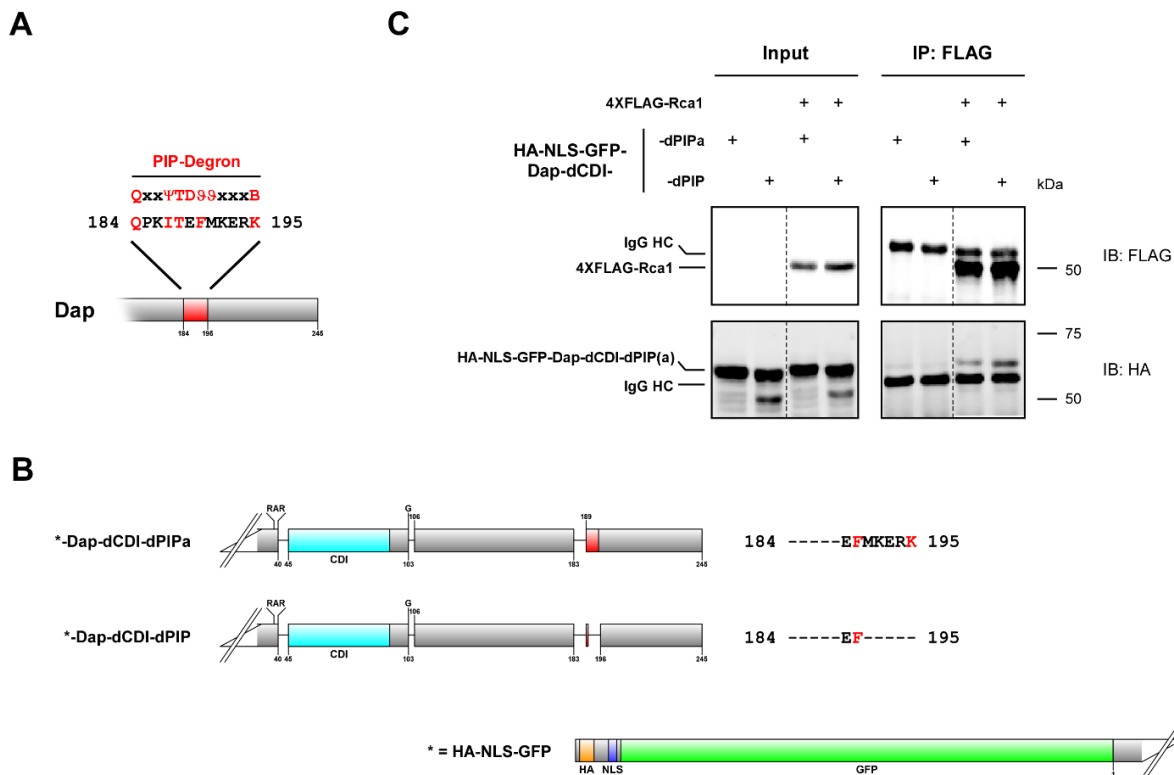 A
PIP-Degron
QxxΨTDϑϑxxxB
184 QPKITEFMKERK 195
Dap
184 195 245
C
Input IP: FLAG
4XFLAG-Rca1 + + + +
HA-NLS-GFP-
Dap-dCDI-
-dPIPa + + + +
-dPIP + + + +
kDa
IgG HC
4XFLAG-Rca1
50
IB: FLAG
75
HA-NLS-GFP-Dap-dCDI-dPIP(a)
IgG HC
50
IB: HA
B
*-Dap-dCDI-dPIPa
RAR G 106 189
40 45 CDI 103 183 245
184 -----EFMKERK 195
*-Dap-dCDI-dPIP
RAR G 106
40 45 CDI 103 183 196 245
184 -----EF----- 195
* = HA-NLS-GFP
HA NLS GFP 1